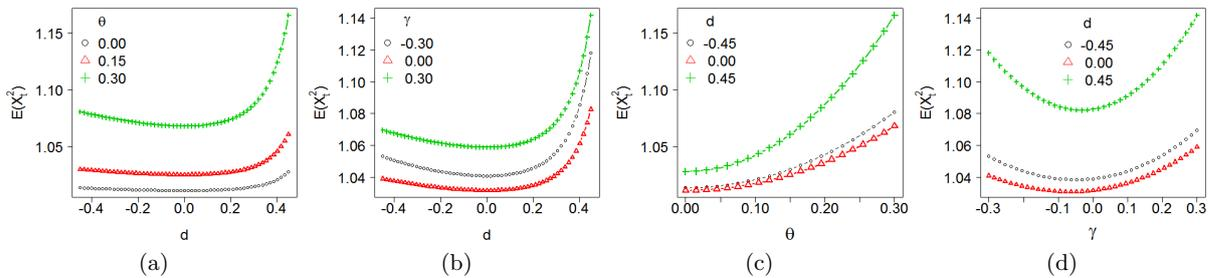 E(X_t^2)
1.15
1.10
1.05
θ
0.00
0.15
0.30
-0.4 -0.2 0.0 0.2 0.4
d
(a)
E(X_t^2)
1.14
1.12
1.10
1.08
1.06
1.04
γ
-0.30
0.00
0.30
-0.4 -0.2 0.0 0.2 0.4
d
(b)
E(X_t^2)
1.15
1.10
1.05
d
-0.45
0.00
0.45
0.00 0.10 0.20 0.30
θ
(c)
E(X_t^2)
1.14
1.12
1.10
1.08
1.06
1.04
d
-0.45
0.00
0.45
-0.3 -0.1 0.0 0.1 0.2 0.3
γ
(d)